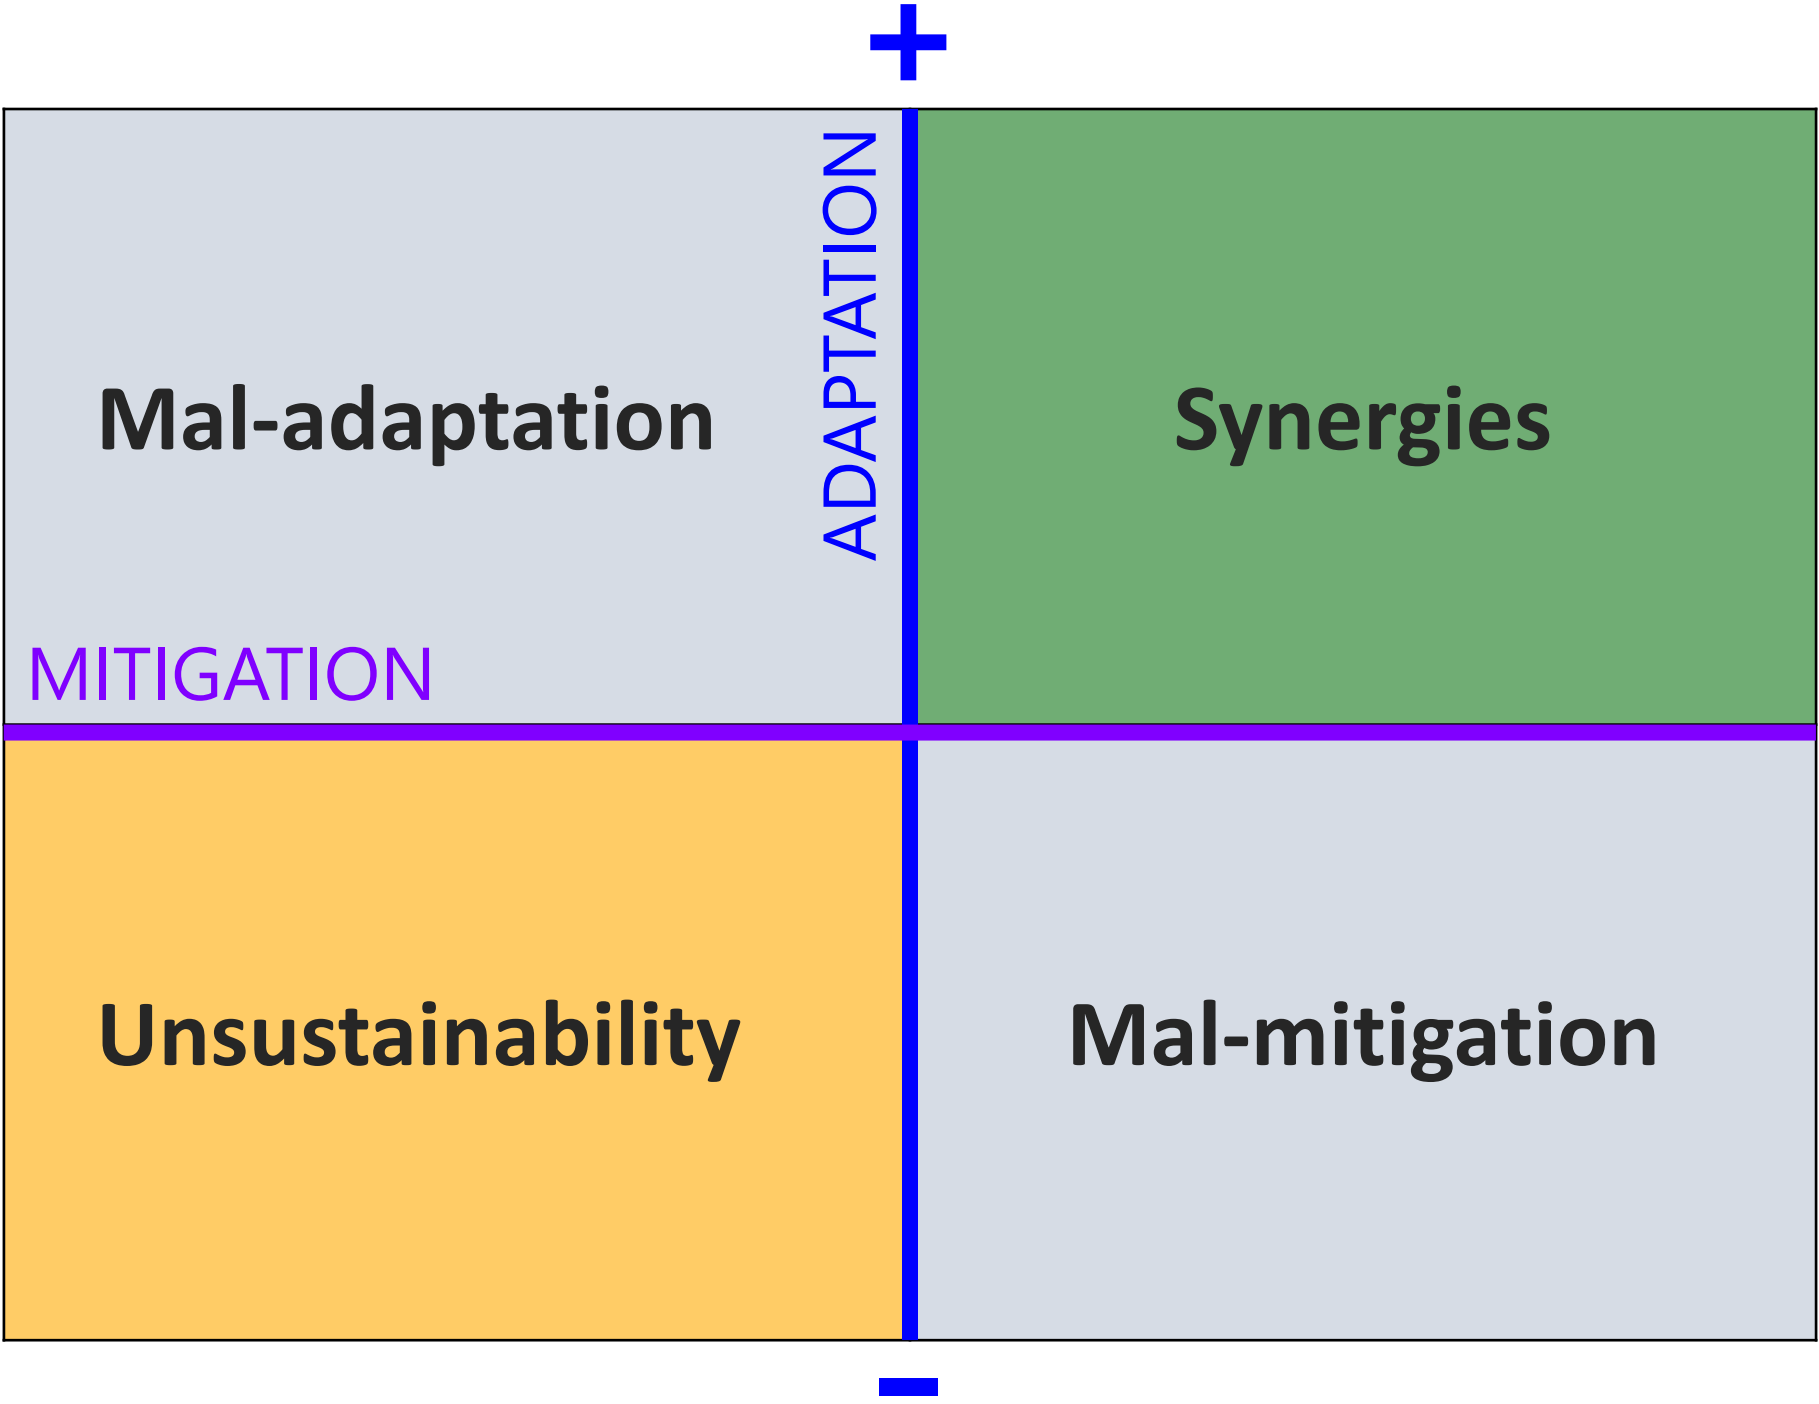 +
ADAPTATION
Mal-adaptation
Synergies
MITIGATION
Unsustainability
Mal-mitigation
-